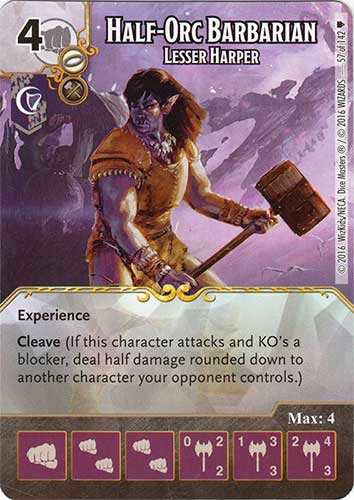 4
HALF-ORC BARBARIAN
LESSER HARPER
© 2016 WizKids/NECA. Dice Masters ® / © 2016 WIZARDS. 57 of 142
Experience
Cleave (If this character attacks and KO's a
blocker, deal half damage rounded down to
another character your opponent controls.)
Max: 4
0 2 2
1 3 3
2 4 3